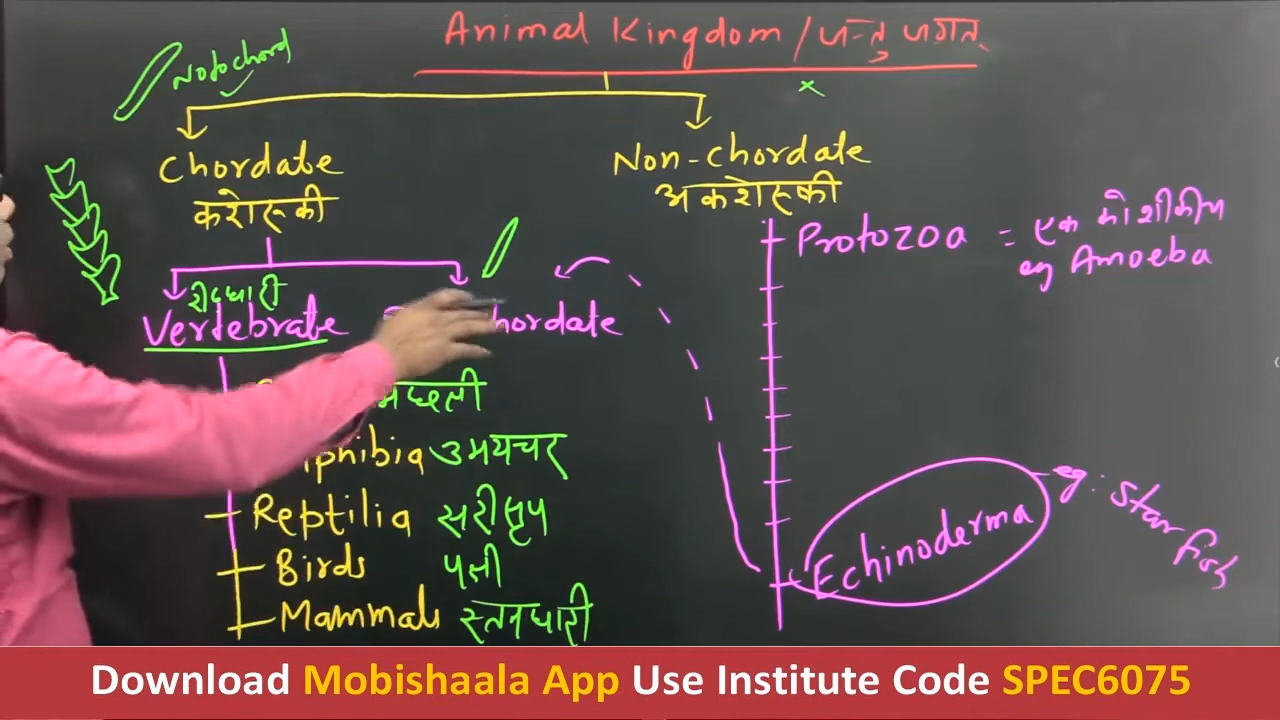 Animal Kingdom / जन्तु जगत
Notochord
x
Chordate
कशेरूकी
Non-chordate
अकशेरूकी
Protozoa = एक कोशीकीय
eg Amoeba
रीढधारी
Vertebrate
hordate
मछली
phibia उभयचर
Reptilia सरीसृप
Birds पक्षी
Mammals स्तनधारी
Echinoderma
eg: Star fish
Download Mobishaala App Use Institute Code SPEC6075